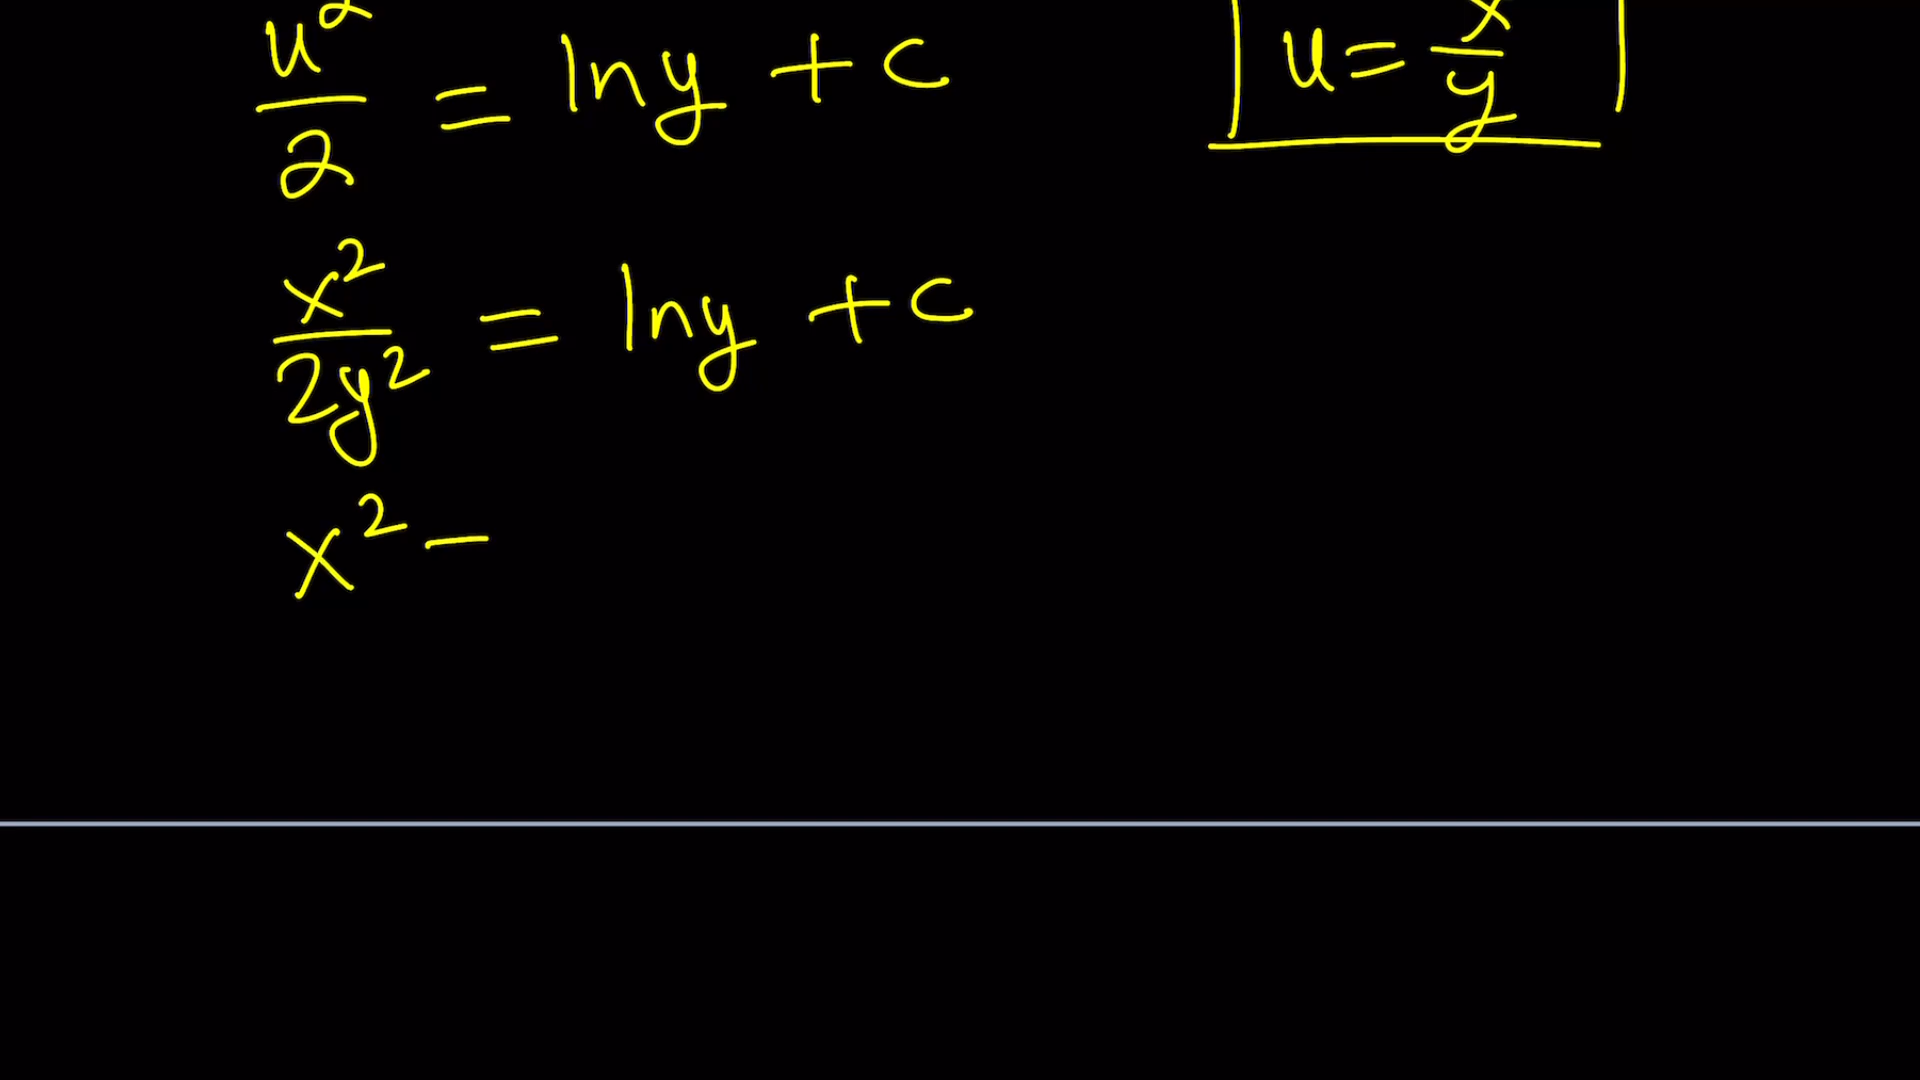 u²/2 = ln y + c
u = x/y
x²/2y² = ln y + c
x² −